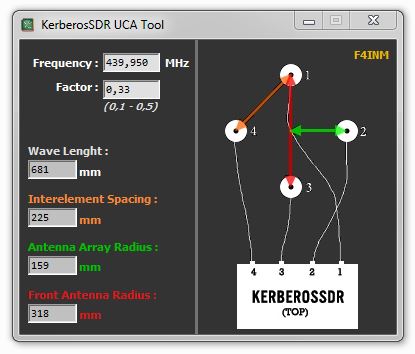 KerberosSDR UCA Tool
Frequency : 439,950 MHz
Factor : 0,33
(0,1 - 0,5)
Wave Lenght :
681 mm
Interelement Spacing :
225 mm
Antenna Array Radius :
159 mm
Front Antenna Radius :
318 mm
F4INM
1
4
2
3
4 3 2 1
KERBEROSSDR
(TOP)